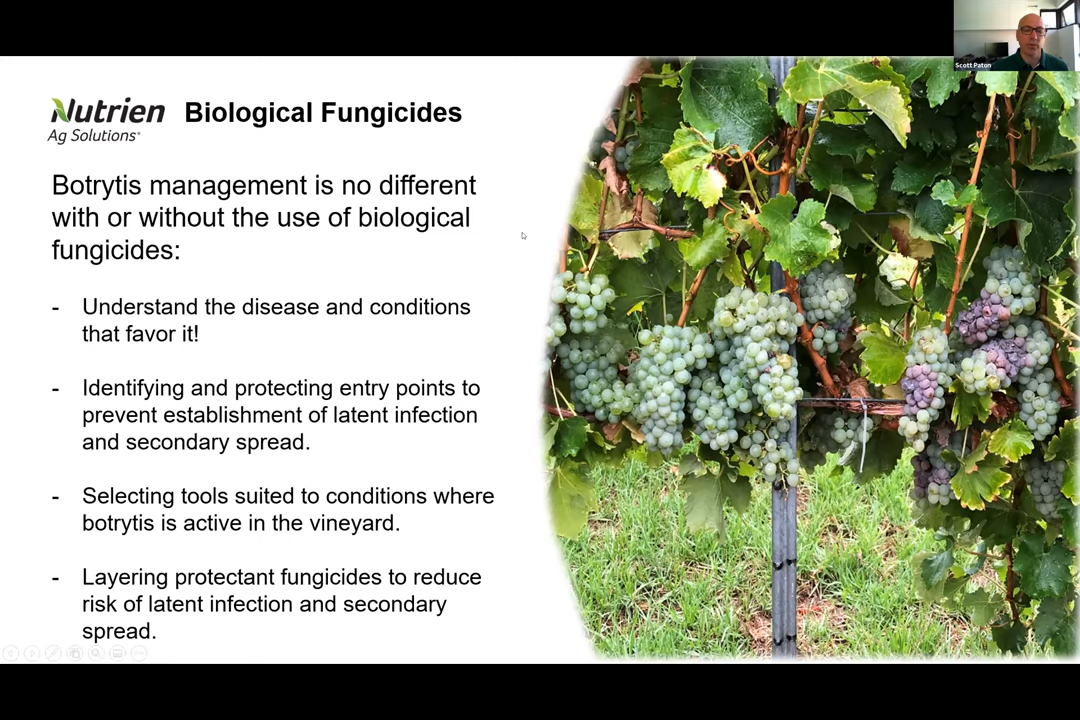 Scott Paton
Nutrien
Ag Solutions
Biological Fungicides
Botrytis management is no different
with or without the use of biological
fungicides:
- Understand the disease and conditions
that favor it!
- Identifying and protecting entry points to
prevent establishment of latent infection
and secondary spread.
- Selecting tools suited to conditions where
botrytis is active in the vineyard.
- Layering protectant fungicides to reduce
risk of latent infection and secondary
spread.